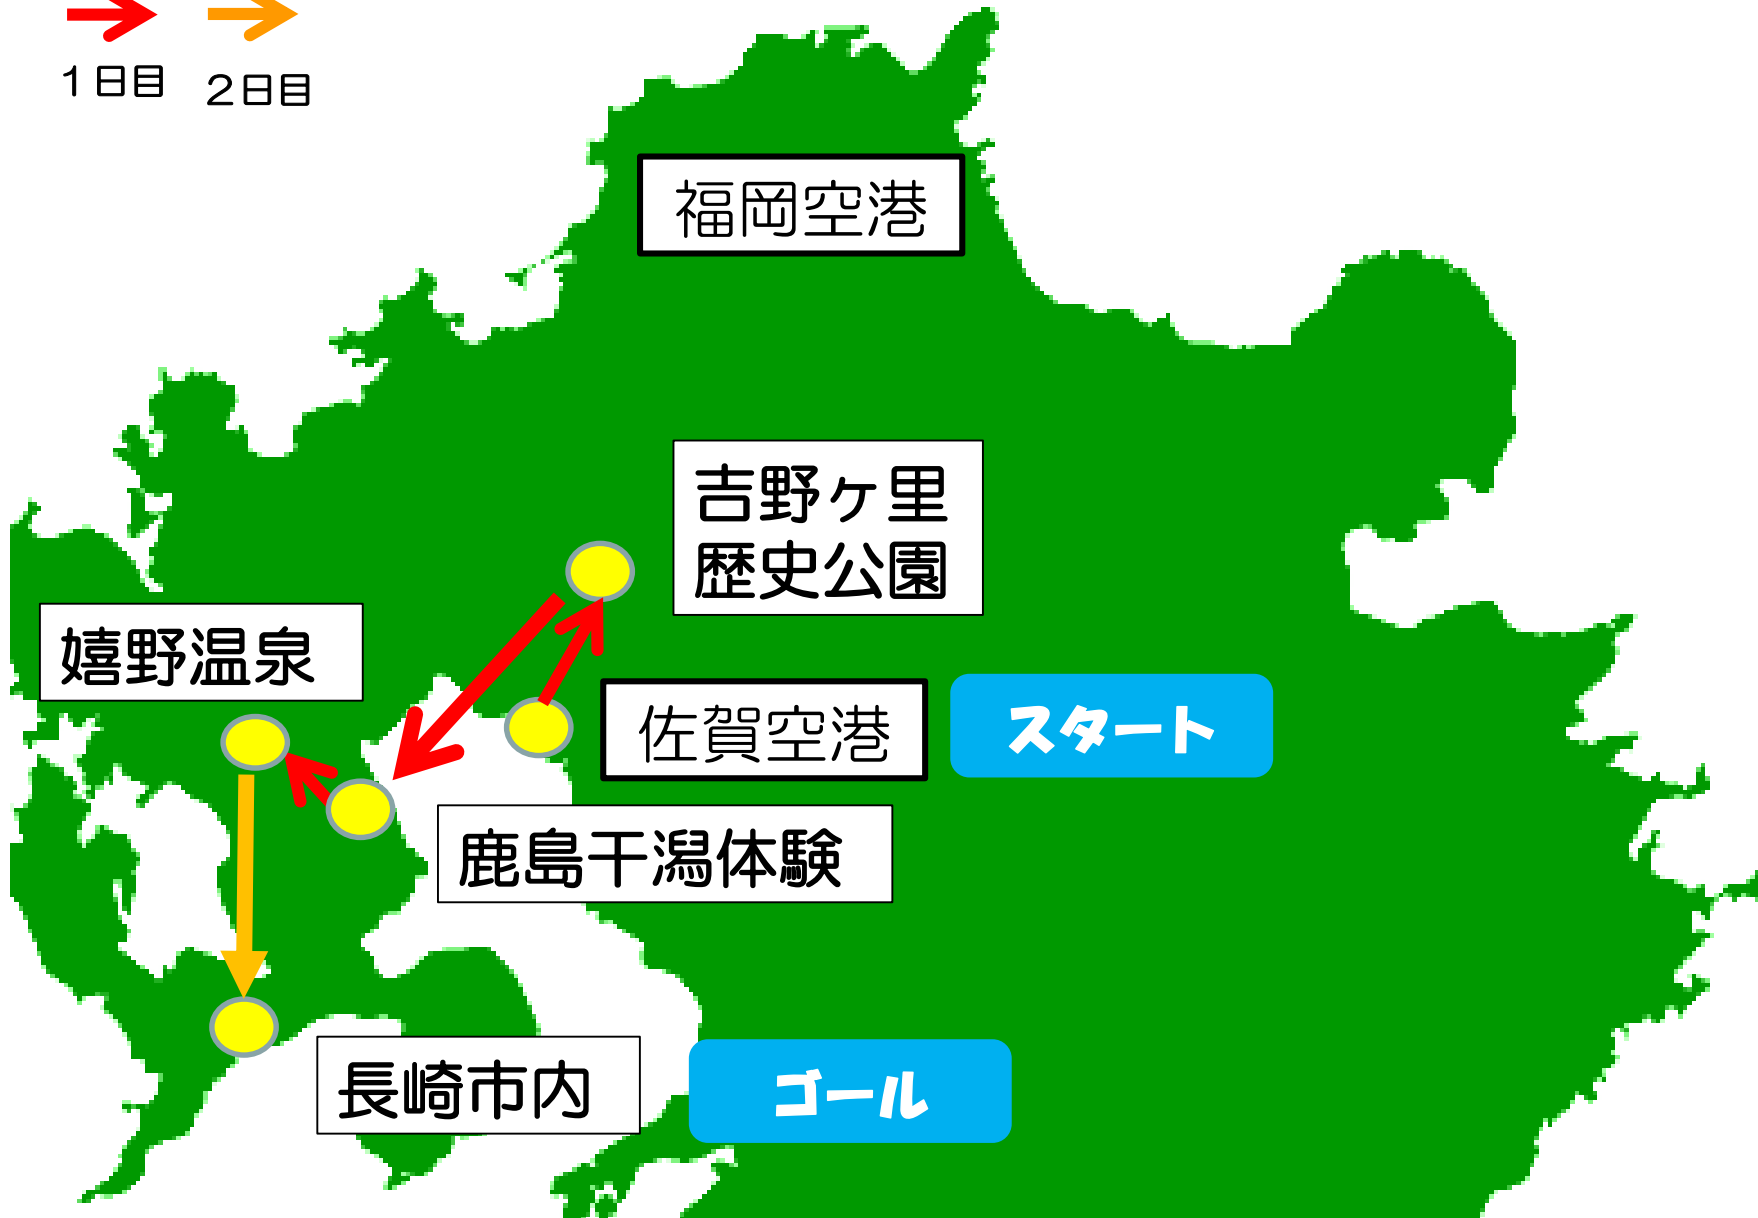 1日目
2日目
福岡空港
吉野ヶ里
歴史公園
嬉野温泉
佐賀空港
スタート
鹿島干潟体験
長崎市内
ゴール